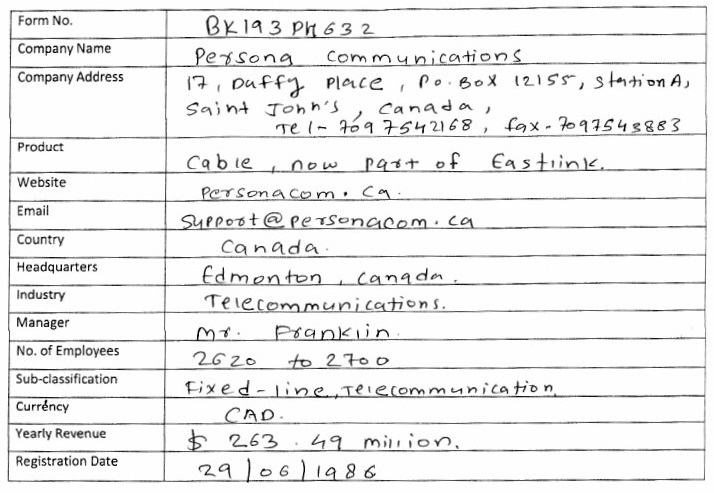 Form No. BK193PH632
Company Name Persona Communications
Company Address 17, Duffy Place, Po.Box 12155, Station A,
Saint John's, Canada,
Tel- 7097542168, fax-7097543883
Product Cable, now part of Eastlink.
Website personacom.ca.
Email support@personacom.ca
Country Canada.
Headquarters Edmonton, Canada.
Industry Telecommunications.
Manager Mr. Franklin.
No. of Employees 2620 to 2700
Sub-classification Fixed-line, Telecommunication.
Currency CAD.
Yearly Revenue $ 263.49 million.
Registration Date 29/06/1986